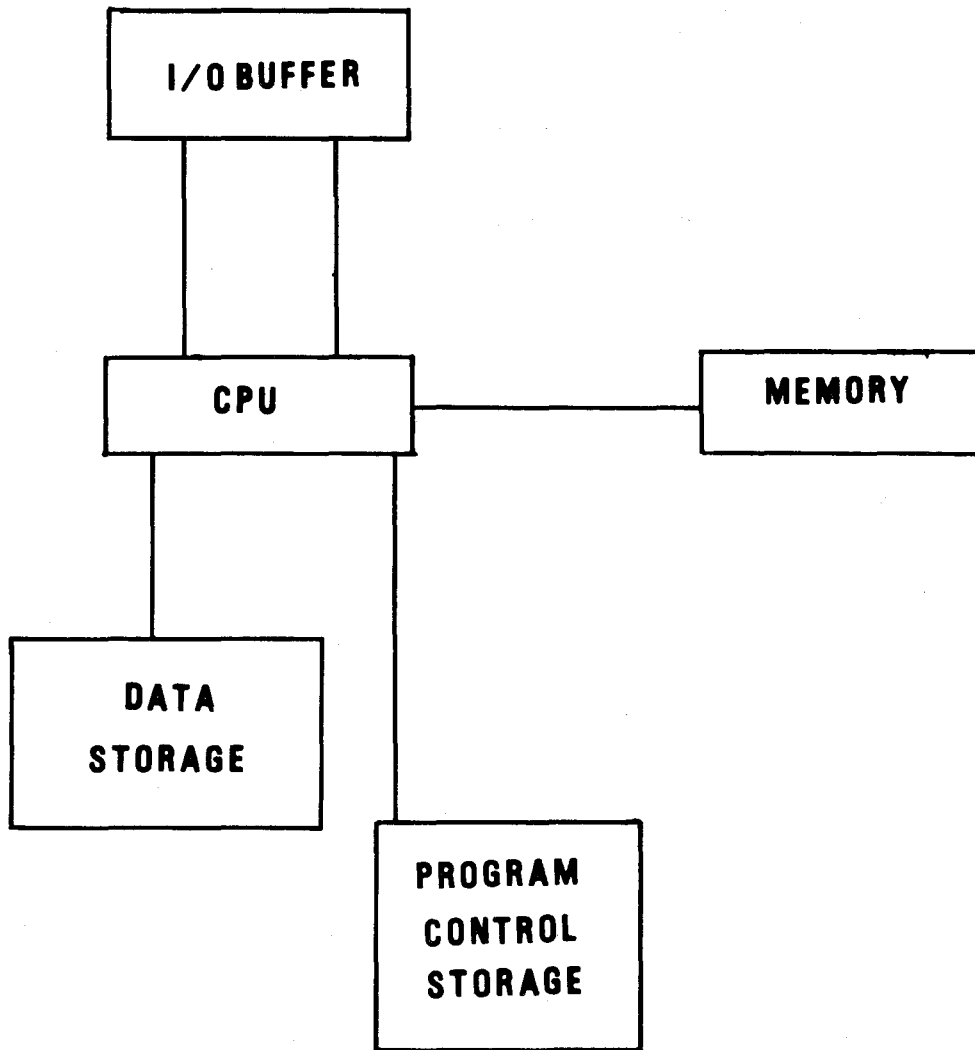 I/O BUFFER
CPU
MEMORY
DATA
STORAGE
PROGRAM
CONTROL
STORAGE